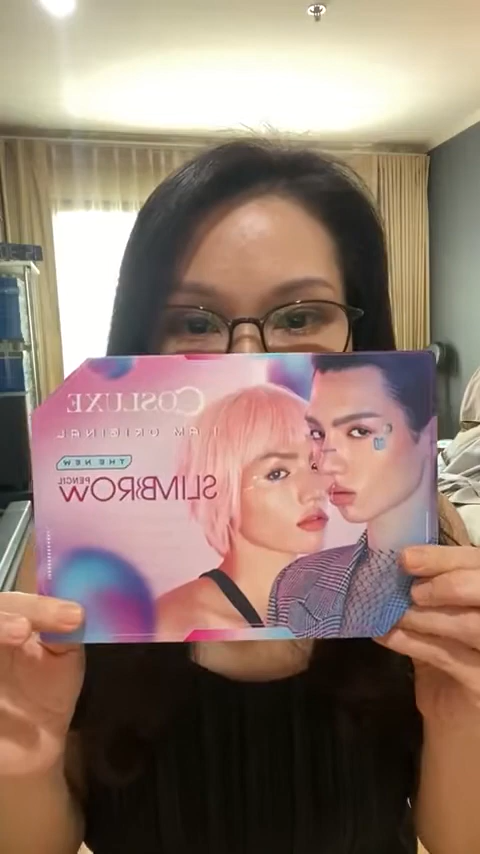 COSLUXE
I AM ORIGINAL
THE NEW
SLIMBROW
PENCIL